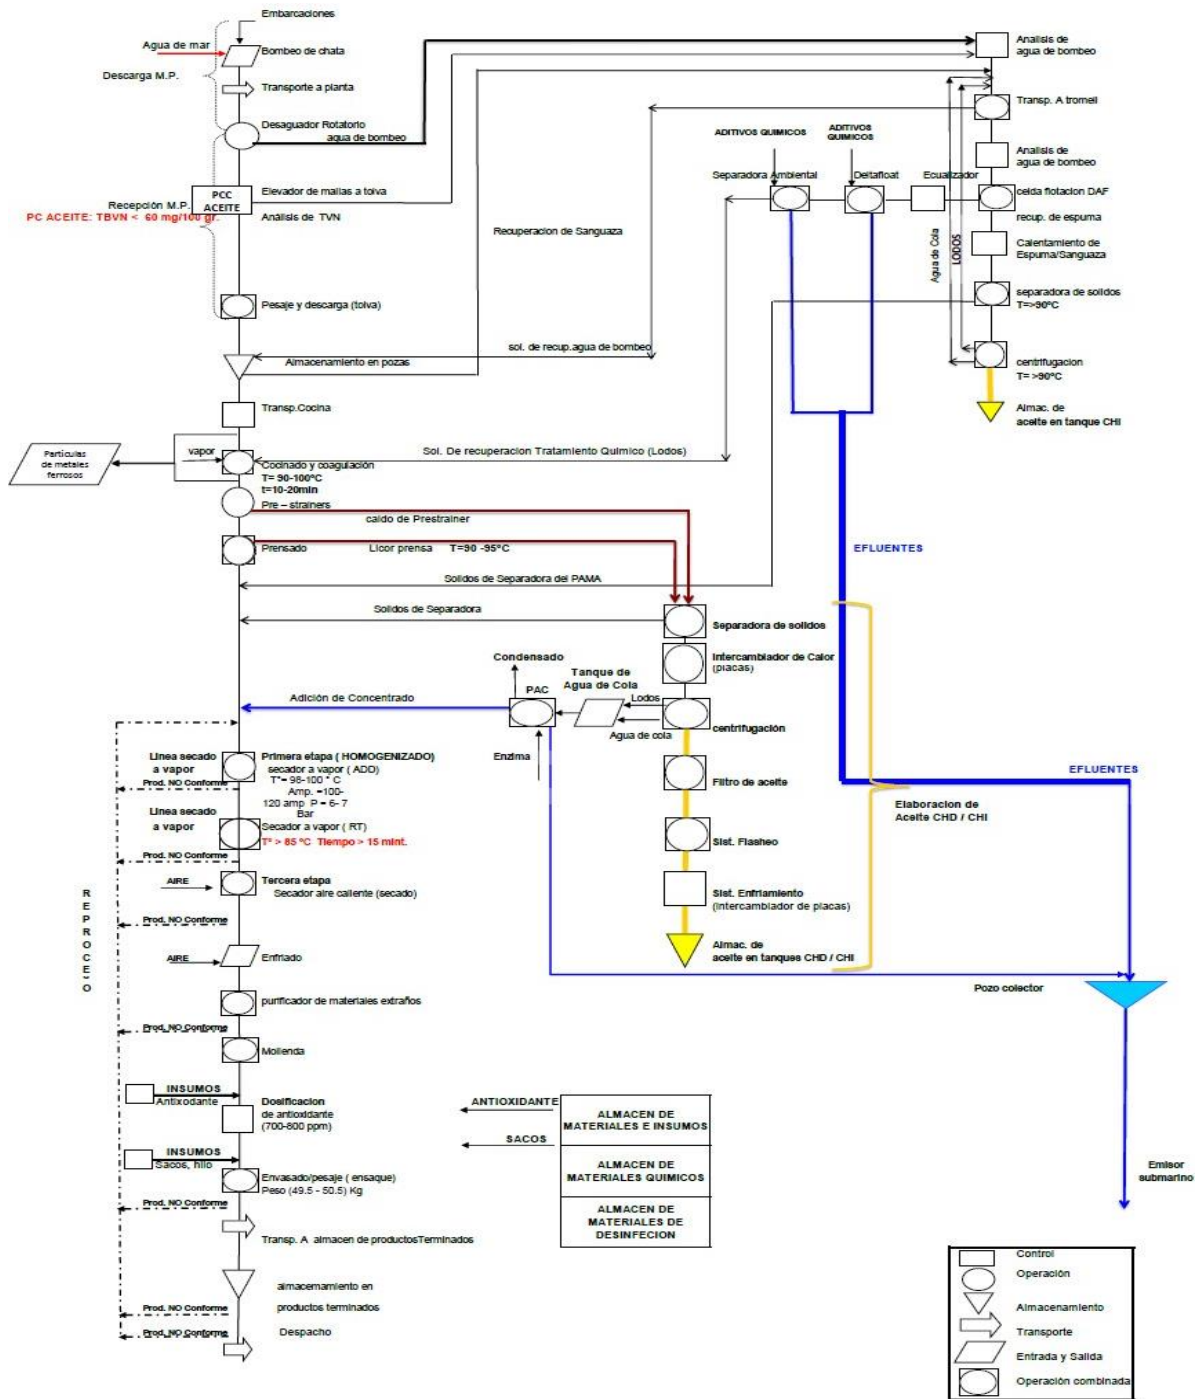 Embarcaciones
Agua de mar
Bombeo de chata
Descarga M.P.
Transporte a planta
Desaguador Rotatorio
agua de bombeo
PCC
ACEITE
Elevador de mallas a tolva
Recepción M.P.
PC ACEITE: TBVN < 60 mg/100 gr.
Análisis de TVN
Pesaje y descarga (tolva)
sol. de recup.agua de bombeo
Almacenamiento en pozas
Transp.Cocina
Particulas
de metales
ferrosos
vapor
Sol. De recuperacion Tratamiento Quimico (Lodos)
Cocinado y coagulación
T= 90-100ºC
t=10-20min
Pre – strainers
caldo de Prestrainer
Prensado
Licor prensa T=90 -95ºC
Solidos de Separadora del PAMA
Solidos de Separadora
Adición de Concentrado
Linea secado
a vapor
Primera etapa ( HOMOGENIZADO)
secador a vapor ( ADD)
T°= 98-100 ° C
Amp. =100-
120 amp P = 6- 7
Bar
Prod. NO Conforme
Linea secado
a vapor
Secador a vapor ( RT)
Tº > 85 ºC Tiempo > 15 mint.
Prod. NO Conforme
AIRE
Tercera etapa
Secador aire caliente (secado)
Prod. NO Conforme
AIRE
Enfriado
purificador de materiales extraños
Prod. NO Conforme
Molienda
INSUMOS
Antixodante
Dosificacion
de antioxidante
(700-800 ppm)
INSUMOS
Sacos, hilo
Envasado/pesaje ( ensaque)
Peso (49.5 - 50.5) Kg
Prod. NO Conforme
Transp. A almacen de productosTerminados
almacemamiento en
productos terminados
Prod. NO Conforme
Prod. NO Conforme
Despacho
Analisis de
agua de bombeo
Transp. A tromell
Analisis de
agua de bombeo
ADITIVOS QUIMICOS
ADITIVOS
QUIMICOS
Separadora Ambiental
Deltafloat
Ecualizador
celda flotacion DAF
recup. de espuma
Recuperacion de Sanguaza
Agua de Cola
LODOS
Calentamiento de
Espuma/Sanguaza
separadora de solidos
T=>90ºC
centrifugacion
T= >90ºC
Almac. de
aceite en tanque CHI
EFLUENTES
Separadora de solidos
Intercambiador de Calor
(placas)
Condensado
Tanque de
Agua de Cola
PAC
Lodos
centrifugación
Agua de cola
Enzima
Filtro de aceite
EFLUENTES
Elaboracion de
Aceite CHD / CHI
Sist. Flasheo
Sist. Enfriamiento
(Intercambiador de placas)
Almac. de
aceite en tanques CHD / CHI
Pozo colector
ANTIOXIDANTE
SACOS
ALMACEN DE
MATERIALES E INSUMOS
ALMACEN DE
MATERIALES QUIMICOS
ALMACEN DE
MATERIALES DE
DESINFECION
Emisor
submarino
Control
Operación
Almacenamiento
Transporte
Entrada y Salida
Operación combinada